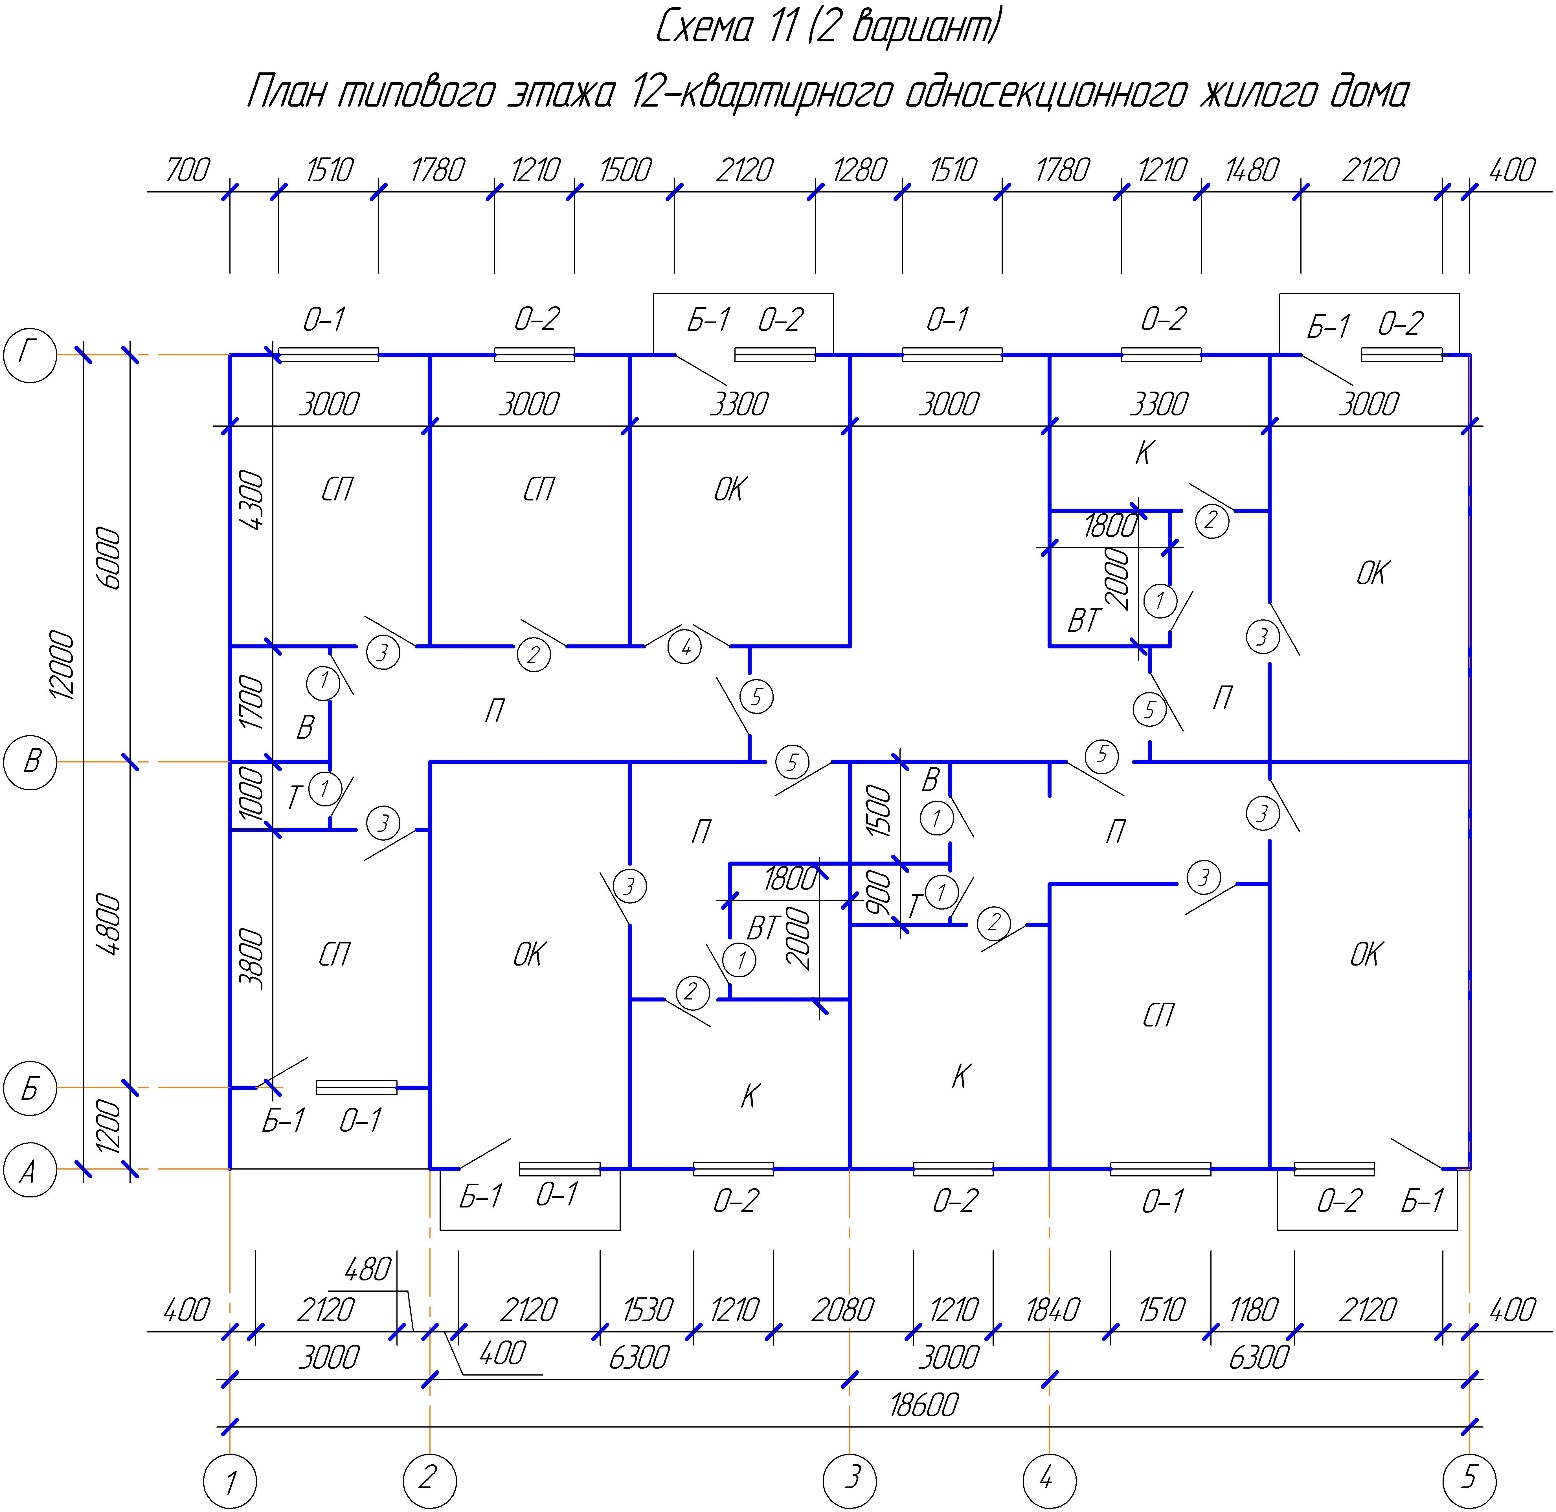 Схема 11 (2 вариант)
План типового этажа 12-квартирного односекционного жилого дома
700 1510 1780 1210 1500 2120 1280 1510 1780 1210 1480 2120 400
О-1 О-2 Б-1 О-2 О-1 О-2 Б-1 О-2
Г
3000 3000 3300 3000 3300 3000
К
СП СП ОК
4300
2
1800
6000
2000
ОК
1
ВТ
3 2 4 3
12000
1 5 5
1700
В П П
В
5 5
1000
Т 1 3
В 1 3
1500
П П
3 1800 900 Т 1 3
ВТ 2000 2
4800
3800
СП ОК 1 ОК
2
СП
К К
Б
1200
Б-1 О-1
А
Б-1 О-1 О-2 О-2 О-1 О-2 Б-1
480
400 2120 2120 1530 1210 2080 1210 1840 1510 1180 2120 400
3000 400 6300 3000 6300
18600
1 2 3 4 5